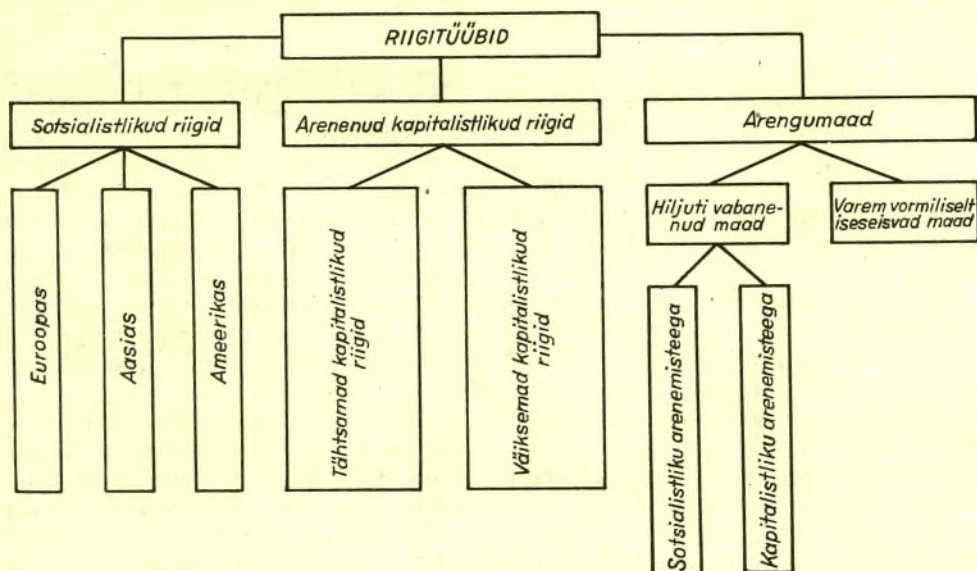 RIIGITÜÜBID
Sotsialistlikud riigid
Arenenud kapitalistlikud riigid
Arengumaad
Euroopas
Aasias
Ameerikas
Tähtsamad kapitalistlikud
riigid
Väiksemad kapitalistlikud
riigid
Hiljuti vabane-
nud maad
Varem vormiliselt
iseseisvad maad
Sotsialistliku arenemisteega
Kapitalistliku arenemisteega